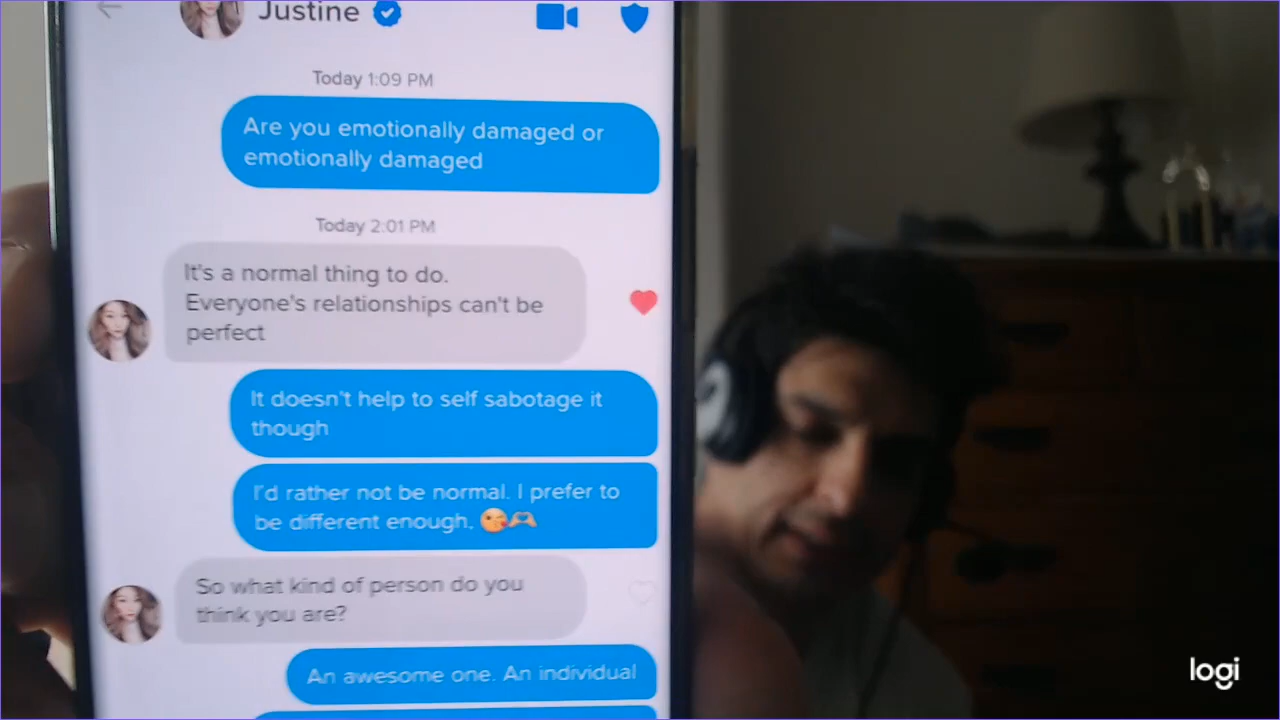 Justine
Today 1:09 PM
Are you emotionally damaged or
emotionally damaged
Today 2:01 PM
It's a normal thing to do.
Everyone's relationships can't be
perfect
It doesn't help to self sabotage it
though
I'd rather not be normal. I prefer to
be different enough. 😘🫶
So what kind of person do you
think you are?
An awesome one. An individual
logi